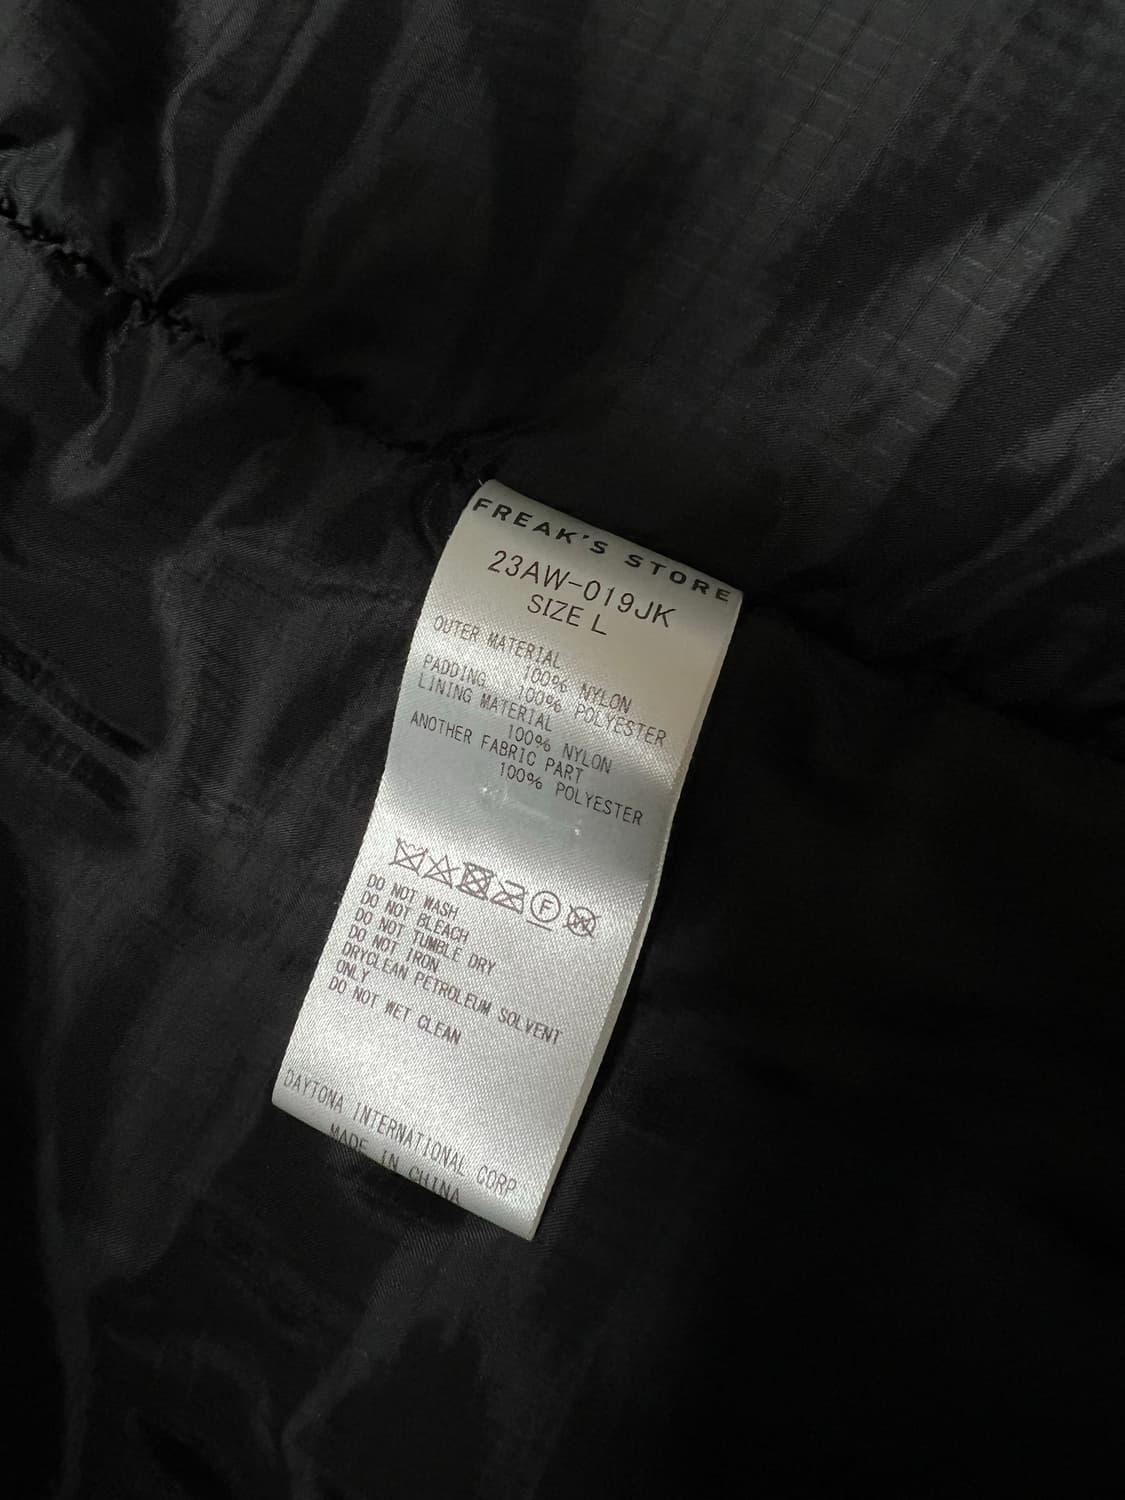 FREAK'S STORE
23AW-019JK
SIZE L
OUTER MATERIAL
100% NYLON
PADDING 100% POLYESTER
LINING MATERIAL
100% NYLON
ANOTHER FABRIC PART
100% POLYESTER
F
W
DO NOT WASH
DO NOT BLEACH
DO NOT TUMBLE DRY
DO NOT IRON
DRYCLEAN PETROLEUM SOLVENT
ONLY
DO NOT WET CLEAN
DAYTONA INTERNATIONAL CORP
MADE IN CHINA